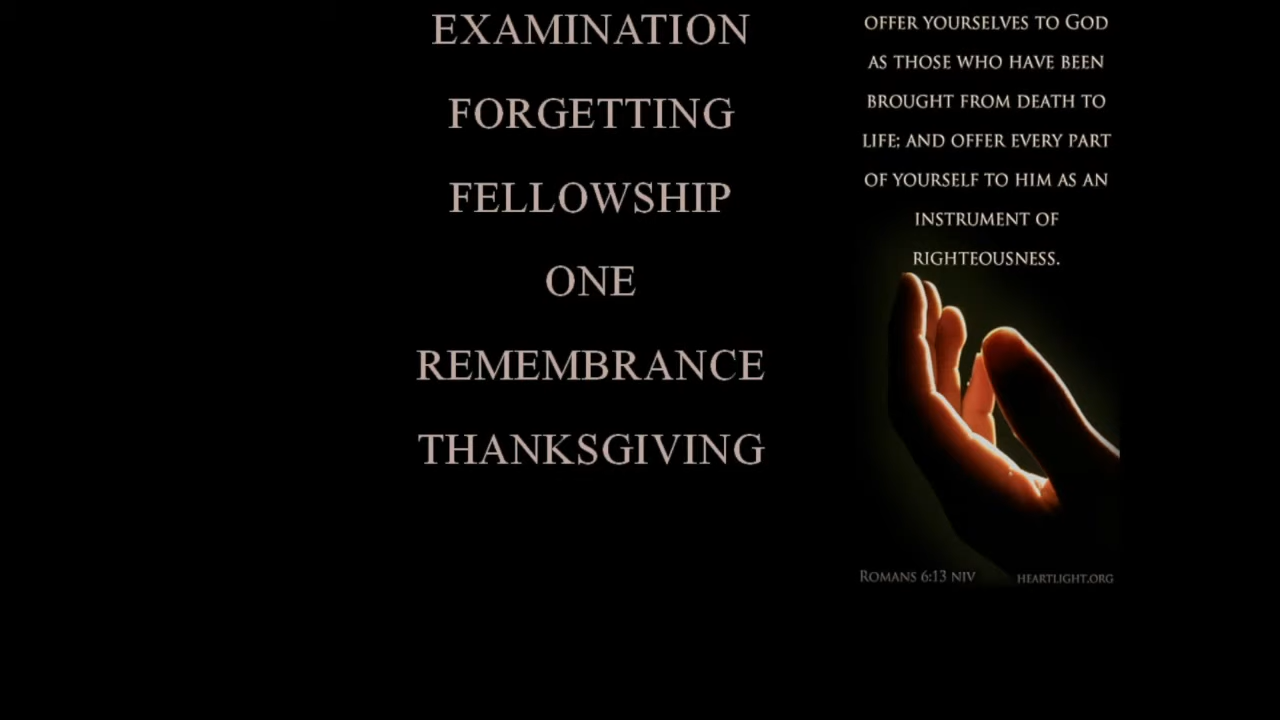 EXAMINATION
FORGETTING
FELLOWSHIP
ONE
REMEMBRANCE
THANKSGIVING
OFFER YOURSELVES TO GOD
AS THOSE WHO HAVE BEEN
BROUGHT FROM DEATH TO
LIFE; AND OFFER EVERY PART
OF YOURSELF TO HIM AS AN
INSTRUMENT OF
RIGHTEOUSNESS.
ROMANS 6:13 NIV
HEARTLIGHT.ORG